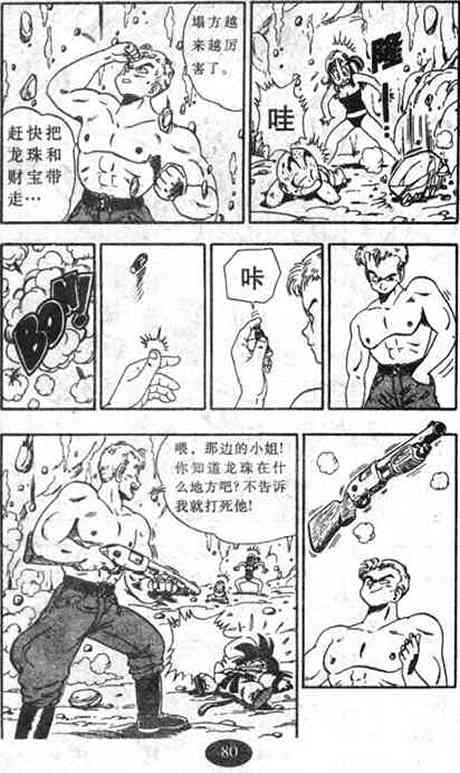 隆…
哇
塌方越
来越厉
害了。
赶快把
龙珠和
财宝带
走…
咔
BOM!
喂，那边的小姐!
你知道龙珠在什
么地方吧?不告诉
我就打死他!
80